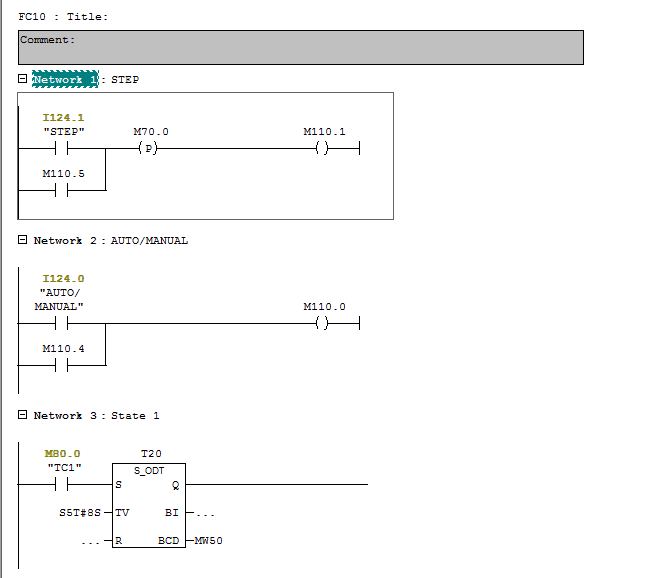 FC10 : Title:
Comment:
Network 1: STEP
I124.1
"STEP" M70.0 M110.1
(P) ( )
M110.5
Network 2: AUTO/MANUAL
I124.0
"AUTO/
MANUAL" M110.0
( )
M110.4
Network 3: State 1
M80.0 T20
"TC1" S_ODT
S Q
S5T#8S TV BI ...
... R BCD MW50